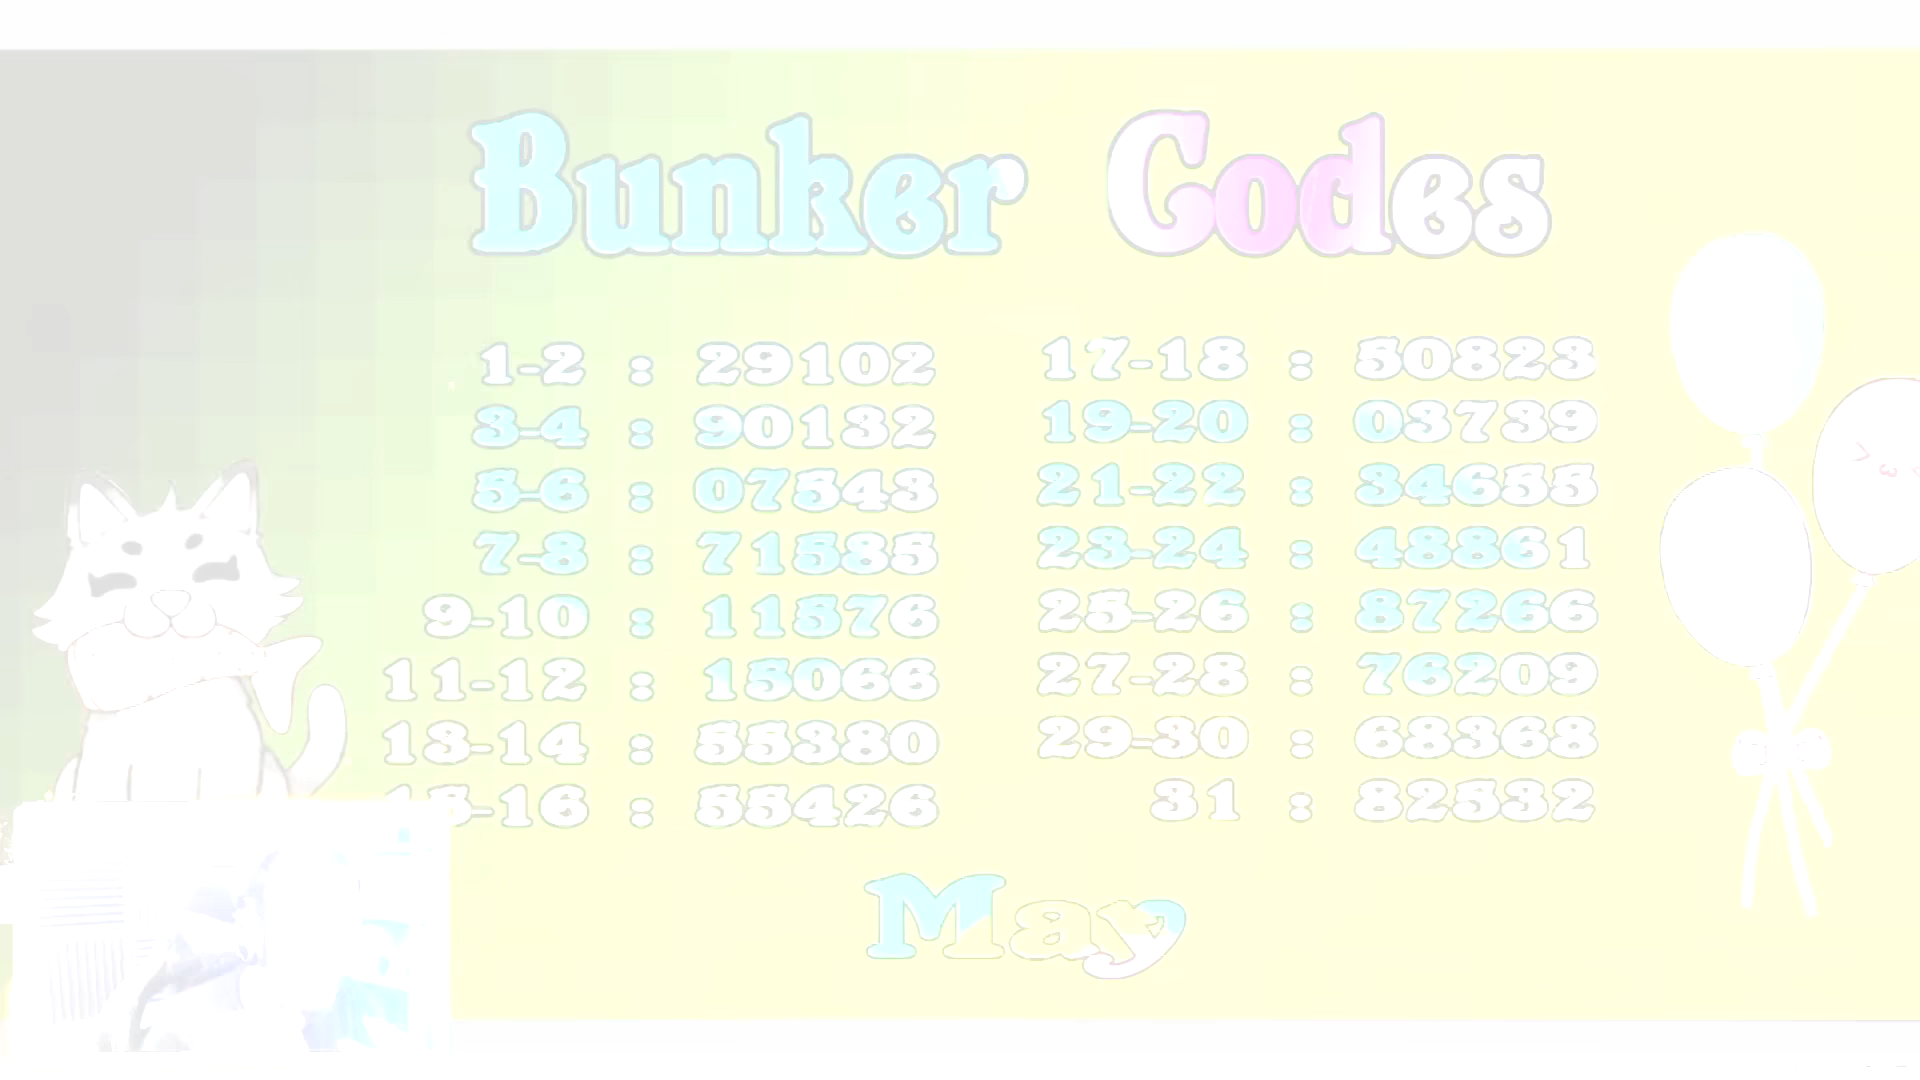 Bunker Codes
1-2 : 29102
3-4 : 90132
5-6 : 07543
7-8 : 71535
9-10 : 11576
11-12 : 15066
13-14 : 55380
15-16 : 55426
17-18 : 50823
19-20 : 03739
21-22 : 34655
23-24 : 48861
25-26 : 87266
27-28 : 76209
29-30 : 68368
31 : 82532
May